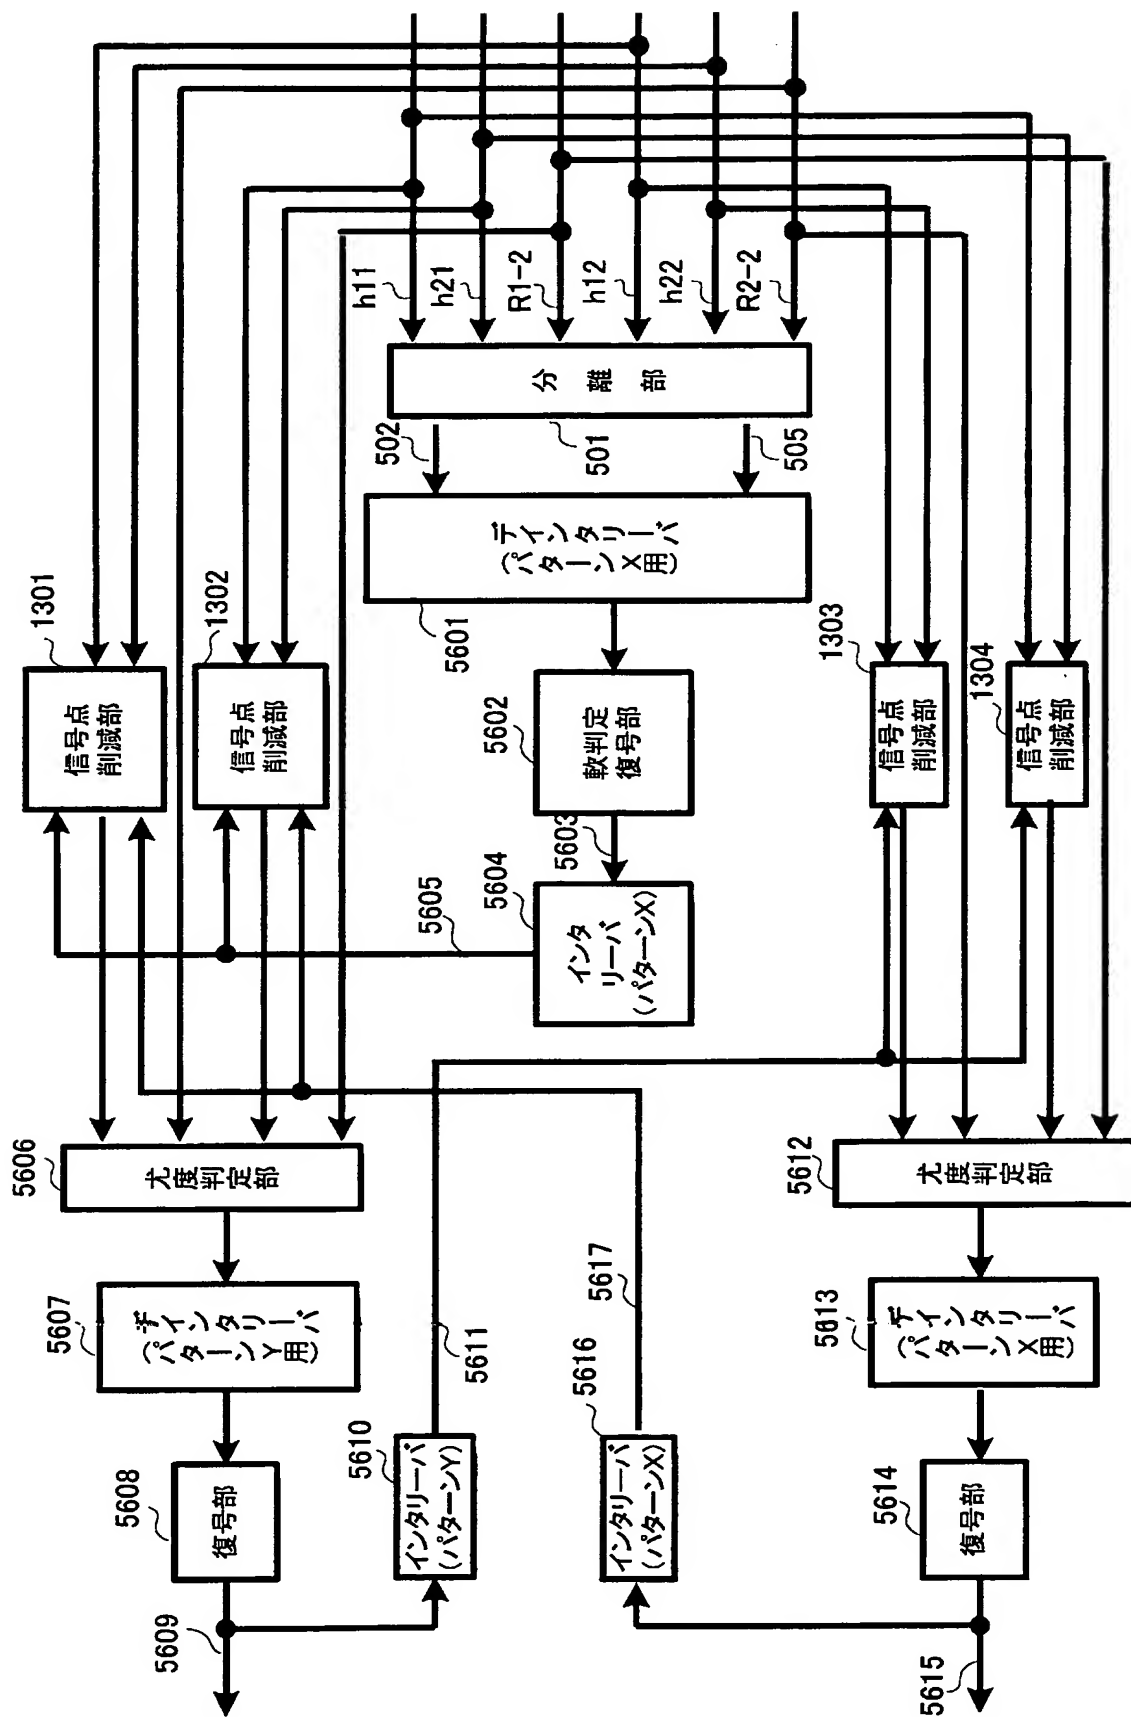 5615
5609
5614
復号部
5616
インタリーバ
(パターンX)
5610
インタリーバ
(パターンY)
5608
復号部
5613
デインタリーバ
(パターンX用)
5617
5611
5607
デインタリーバ
(パターンY用)
5612
尤度判定部
5606
尤度判定部
5604
インタ
リーバ
(パターンX)
5605
5603
1304
信号点
削減部
1303
信号点
削減部
5602
軟判定
復号部
1302
信号点
削減部
1301
信号点
削減部
5601
デインタリーバ
(パターンX用)
505
502
501
分離部
R2-2
h22
h12
R1-2
h21
h11